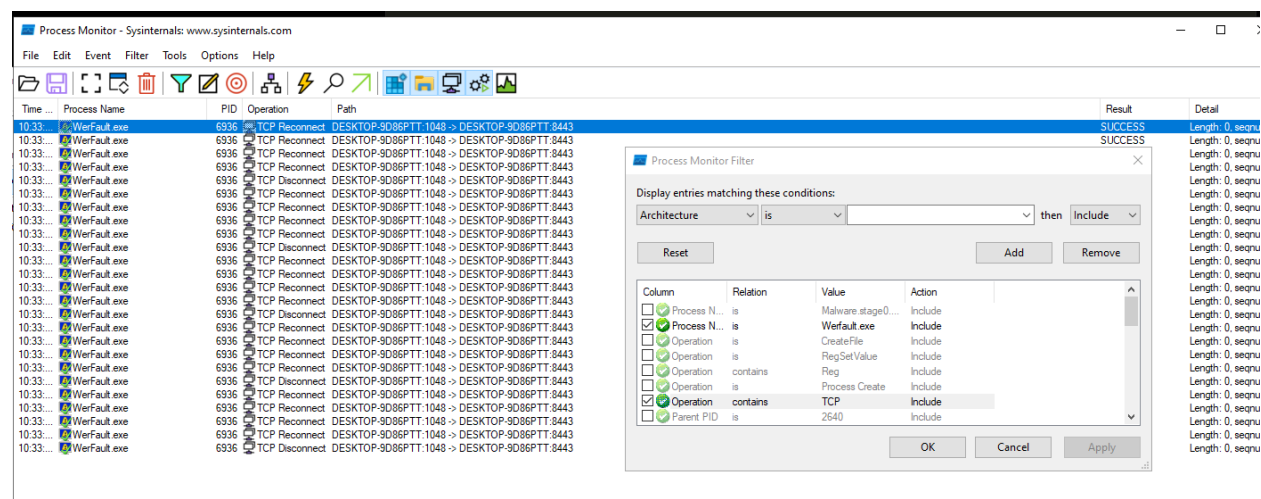 Process Monitor - Sysinternals: www.sysinternals.com
File Edit Event Filter Tools Options Help
Time ... Process Name PID Operation Path Result Detail
10:33:... WerFault.exe 6936 TCP Reconnect DESKTOP-9D86PTT:1048 -> DESKTOP-9D86PTT:8443 SUCCESS Length: 0, seqnu
10:33:... WerFault.exe 6936 TCP Reconnect DESKTOP-9D86PTT:1048 -> DESKTOP-9D86PTT:8443 SUCCESS Length: 0, seqnu
10:33:... WerFault.exe 6936 TCP Reconnect DESKTOP-9D86PTT:1048 -> DESKTOP-9D86PTT:8443 Length: 0, seqnu
10:33:... WerFault.exe 6936 TCP Reconnect DESKTOP-9D86PTT:1048 -> DESKTOP-9D86PTT:8443 Length: 0, seqnu
10:33:... WerFault.exe 6936 TCP Disconnect DESKTOP-9D86PTT:1048 -> DESKTOP-9D86PTT:8443 Length: 0, seqnu
10:33:... WerFault.exe 6936 TCP Reconnect DESKTOP-9D86PTT:1048 -> DESKTOP-9D86PTT:8443 Length: 0, seqnu
10:33:... WerFault.exe 6936 TCP Reconnect DESKTOP-9D86PTT:1048 -> DESKTOP-9D86PTT:8443 Length: 0, seqnu
10:33:... WerFault.exe 6936 TCP Reconnect DESKTOP-9D86PTT:1048 -> DESKTOP-9D86PTT:8443 Length: 0, seqnu
10:33:... WerFault.exe 6936 TCP Reconnect DESKTOP-9D86PTT:1048 -> DESKTOP-9D86PTT:8443 Length: 0, seqnu
10:33:... WerFault.exe 6936 TCP Disconnect DESKTOP-9D86PTT:1048 -> DESKTOP-9D86PTT:8443 Length: 0, seqnu
10:33:... WerFault.exe 6936 TCP Reconnect DESKTOP-9D86PTT:1048 -> DESKTOP-9D86PTT:8443 Length: 0, seqnu
10:33:... WerFault.exe 6936 TCP Reconnect DESKTOP-9D86PTT:1048 -> DESKTOP-9D86PTT:8443 Length: 0, seqnu
10:33:... WerFault.exe 6936 TCP Reconnect DESKTOP-9D86PTT:1048 -> DESKTOP-9D86PTT:8443 Length: 0, seqnu
10:33:... WerFault.exe 6936 TCP Reconnect DESKTOP-9D86PTT:1048 -> DESKTOP-9D86PTT:8443 Length: 0, seqnu
10:33:... WerFault.exe 6936 TCP Disconnect DESKTOP-9D86PTT:1048 -> DESKTOP-9D86PTT:8443 Length: 0, seqnu
10:33:... WerFault.exe 6936 TCP Reconnect DESKTOP-9D86PTT:1048 -> DESKTOP-9D86PTT:8443 Length: 0, seqnu
10:33:... WerFault.exe 6936 TCP Reconnect DESKTOP-9D86PTT:1048 -> DESKTOP-9D86PTT:8443 Length: 0, seqnu
10:33:... WerFault.exe 6936 TCP Reconnect DESKTOP-9D86PTT:1048 -> DESKTOP-9D86PTT:8443 Length: 0, seqnu
10:33:... WerFault.exe 6936 TCP Reconnect DESKTOP-9D86PTT:1048 -> DESKTOP-9D86PTT:8443 Length: 0, seqnu
10:33:... WerFault.exe 6936 TCP Disconnect DESKTOP-9D86PTT:1048 -> DESKTOP-9D86PTT:8443 Length: 0, seqnu
10:33:... WerFault.exe 6936 TCP Reconnect DESKTOP-9D86PTT:1048 -> DESKTOP-9D86PTT:8443 Length: 0, seqnu
10:33:... WerFault.exe 6936 TCP Reconnect DESKTOP-9D86PTT:1048 -> DESKTOP-9D86PTT:8443 Length: 0, seqnu
10:33:... WerFault.exe 6936 TCP Reconnect DESKTOP-9D86PTT:1048 -> DESKTOP-9D86PTT:8443 Length: 0, seqnu
10:33:... WerFault.exe 6936 TCP Reconnect DESKTOP-9D86PTT:1048 -> DESKTOP-9D86PTT:8443 Length: 0, seqnu
10:33:... WerFault.exe 6936 TCP Disconnect DESKTOP-9D86PTT:1048 -> DESKTOP-9D86PTT:8443 Length: 0, seqnu
Process Monitor Filter
Display entries matching these conditions:
Architecture is then Include
Reset Add Remove
Column Relation Value Action
Process N... is Malware.stage0.... Include
Process N... is Werfault.exe Include
Operation is CreateFile Include
Operation is RegSetValue Include
Operation contains Reg Include
Operation is Process Create Include
Operation contains TCP Include
Parent PID is 2640 Include
OK Cancel Apply